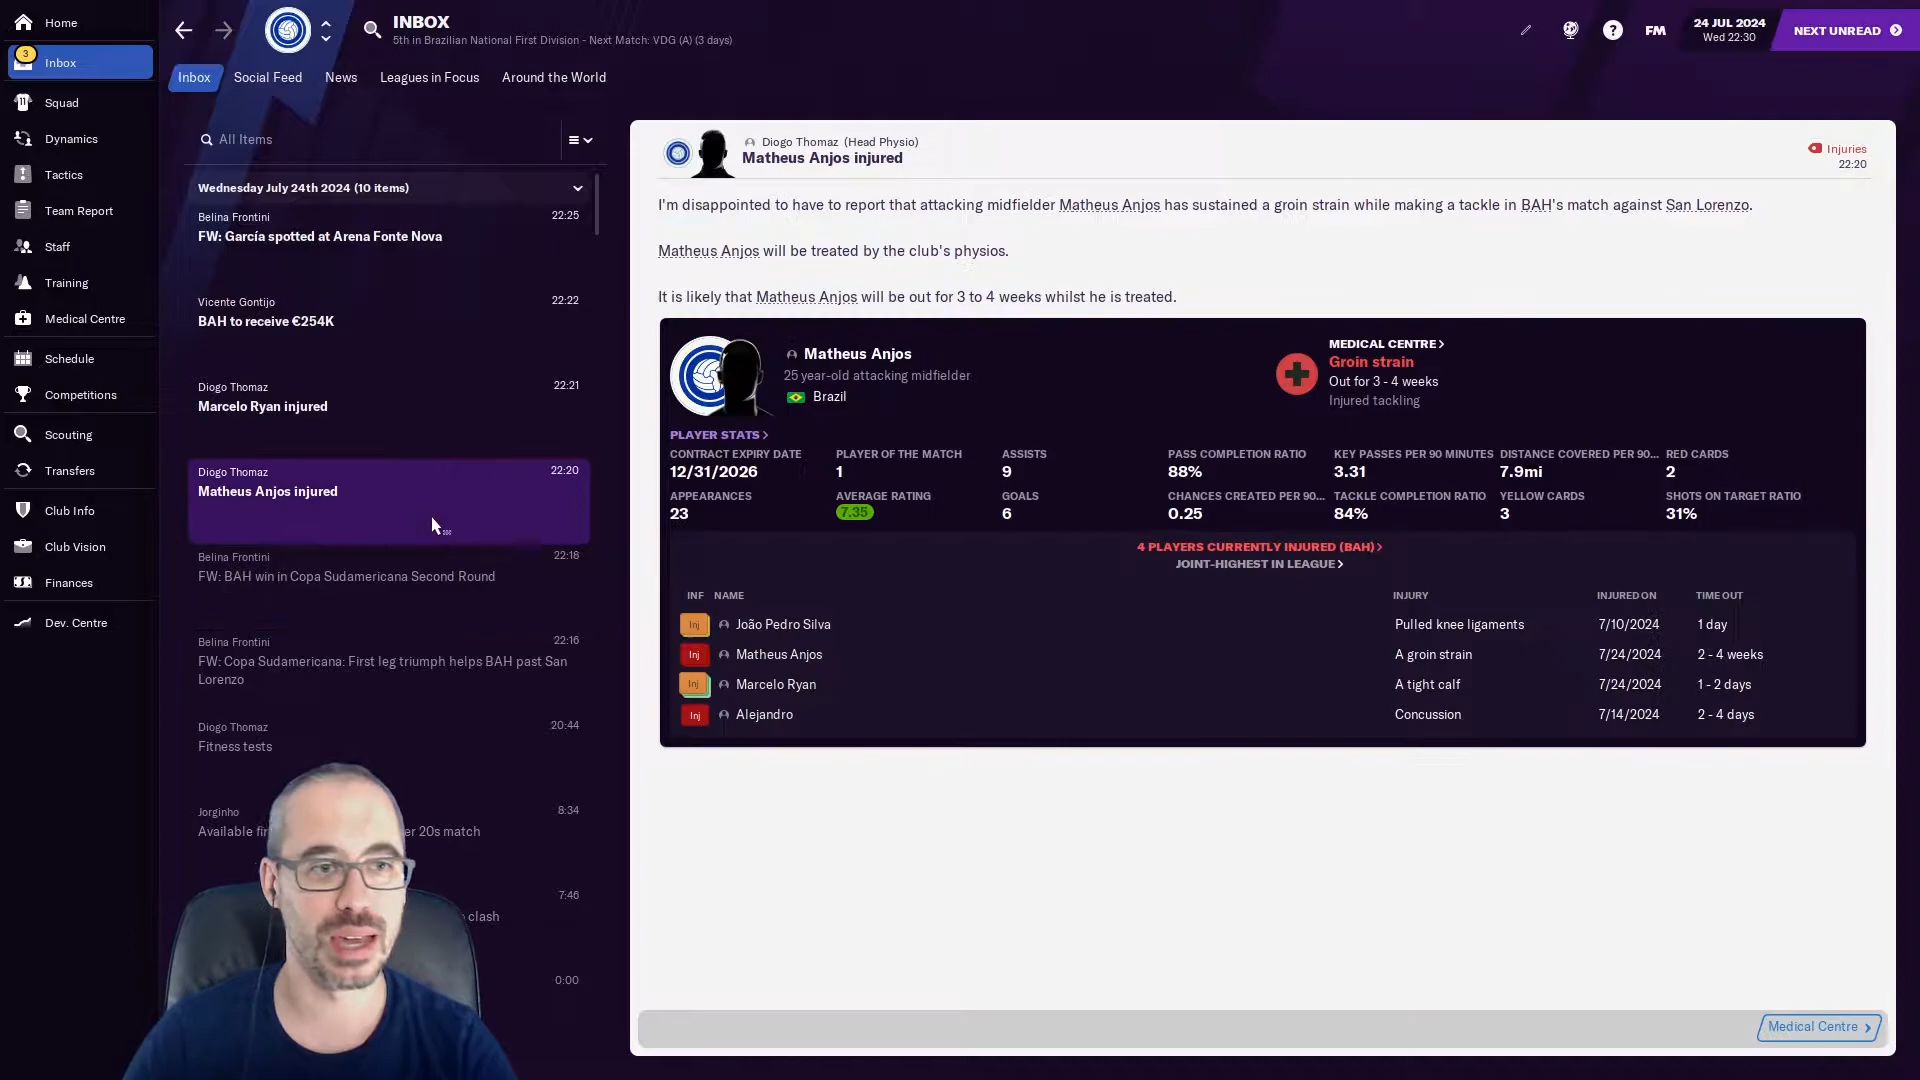 Home
3
Inbox
Squad
Dynamics
Tactics
Team Report
Staff
Training
Medical Centre
Schedule
Competitions
Scouting
Transfers
Club Info
Club Vision
Finances
Dev. Centre
INBOX
5th in Brazilian National First Division - Next Match: VDG (A) (3 days)
FM
24 JUL 2024
Wed 22:30
NEXT UNREAD
Inbox
Social Feed
News
Leagues in Focus
Around the World
All Items
Wednesday July 24th 2024 (10 items)
Belina Frontini 22:25
FW: García spotted at Arena Fonte Nova
Vicente Gontijo 22:22
BAH to receive €254K
Diogo Thomaz 22:21
Marcelo Ryan injured
Diogo Thomaz 22:20
Matheus Anjos injured
Belina Frontini 22:18
FW: BAH win in Copa Sudamericana Second Round
Belina Frontini 22:16
FW: Copa Sudamericana: First leg triumph helps BAH past San
Lorenzo
Diogo Thomaz 20:44
Fitness tests
Jorginho 8:34
Available er 20s match
7:46
clash
0:00
Diogo Thomaz (Head Physio)
Matheus Anjos injured
Injuries
22:20
I'm disappointed to have to report that attacking midfielder Matheus Anjos has sustained a groin strain while making a tackle in BAH's match against San Lorenzo.
Matheus Anjos will be treated by the club's physios.
It is likely that Matheus Anjos will be out for 3 to 4 weeks whilst he is treated.
Matheus Anjos
25 year-old attacking midfielder
Brazil
MEDICAL CENTRE >
Groin strain
Out for 3 - 4 weeks
Injured tackling
PLAYER STATS >
CONTRACT EXPIRY DATE PLAYER OF THE MATCH ASSISTS PASS COMPLETION RATIO KEY PASSES PER 90 MINUTES DISTANCE COVERED PER 90... RED CARDS
12/31/2026 1 9 88% 3.31 7.9mi 2
APPEARANCES AVERAGE RATING GOALS CHANCES CREATED PER 90... TACKLE COMPLETION RATIO YELLOW CARDS SHOTS ON TARGET RATIO
23 7.35 6 0.25 84% 3 31%
4 PLAYERS CURRENTLY INJURED (BAH) >
JOINT-HIGHEST IN LEAGUE >
INF NAME INJURY INJURED ON TIME OUT
Inj João Pedro Silva Pulled knee ligaments 7/10/2024 1 day
Inj Matheus Anjos A groin strain 7/24/2024 2 - 4 weeks
Inj Marcelo Ryan A tight calf 7/24/2024 1 - 2 days
Inj Alejandro Concussion 7/14/2024 2 - 4 days
Medical Centre >